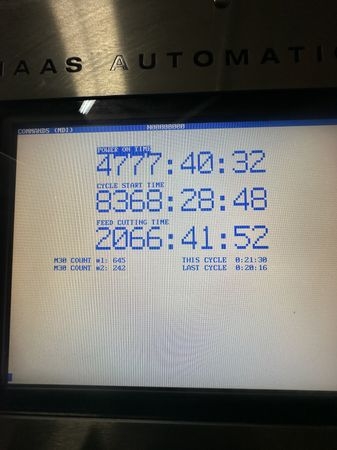 HAAS AUTOMATIO
COMMANDS (MDI) N00000000
POWER ON TIME
4777:40:32
CYCLE START TIME
8368:28:48
FEED CUTTING TIME
2066:41:52
M30 COUNT #1: 645 THIS CYCLE 0:21:30
M30 COUNT #2: 242 LAST CYCLE 0:20:16